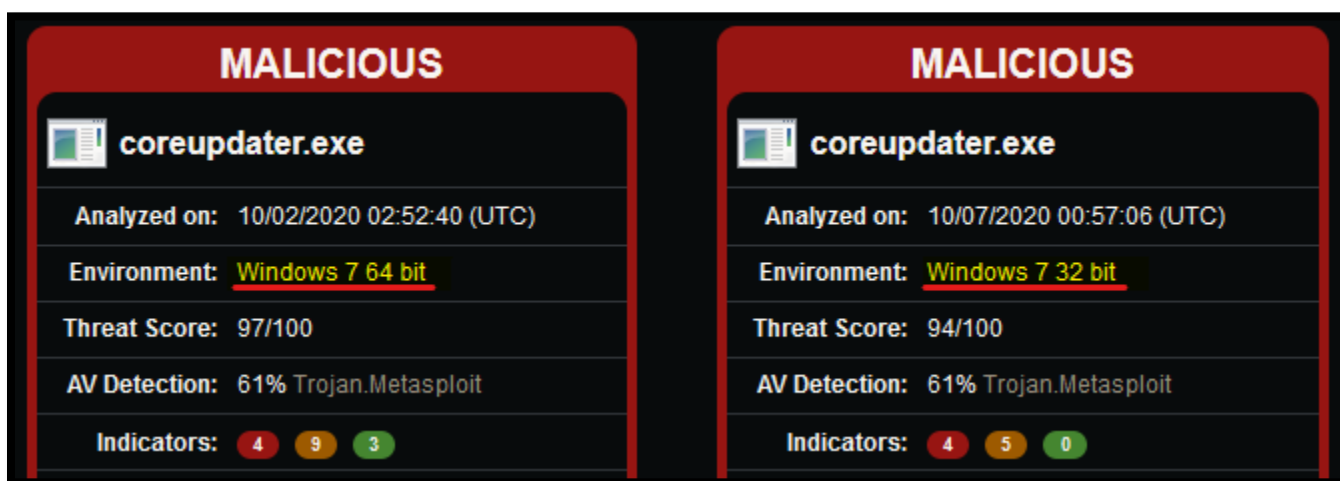 MALICIOUS
coreupdater.exe
Analyzed on: 10/02/2020 02:52:40 (UTC)
Environment: Windows 7 64 bit
Threat Score: 97/100
AV Detection: 61% Trojan.Metasploit
Indicators: 4 9 3
MALICIOUS
coreupdater.exe
Analyzed on: 10/07/2020 00:57:06 (UTC)
Environment: Windows 7 32 bit
Threat Score: 94/100
AV Detection: 61% Trojan.Metasploit
Indicators: 4 5 0